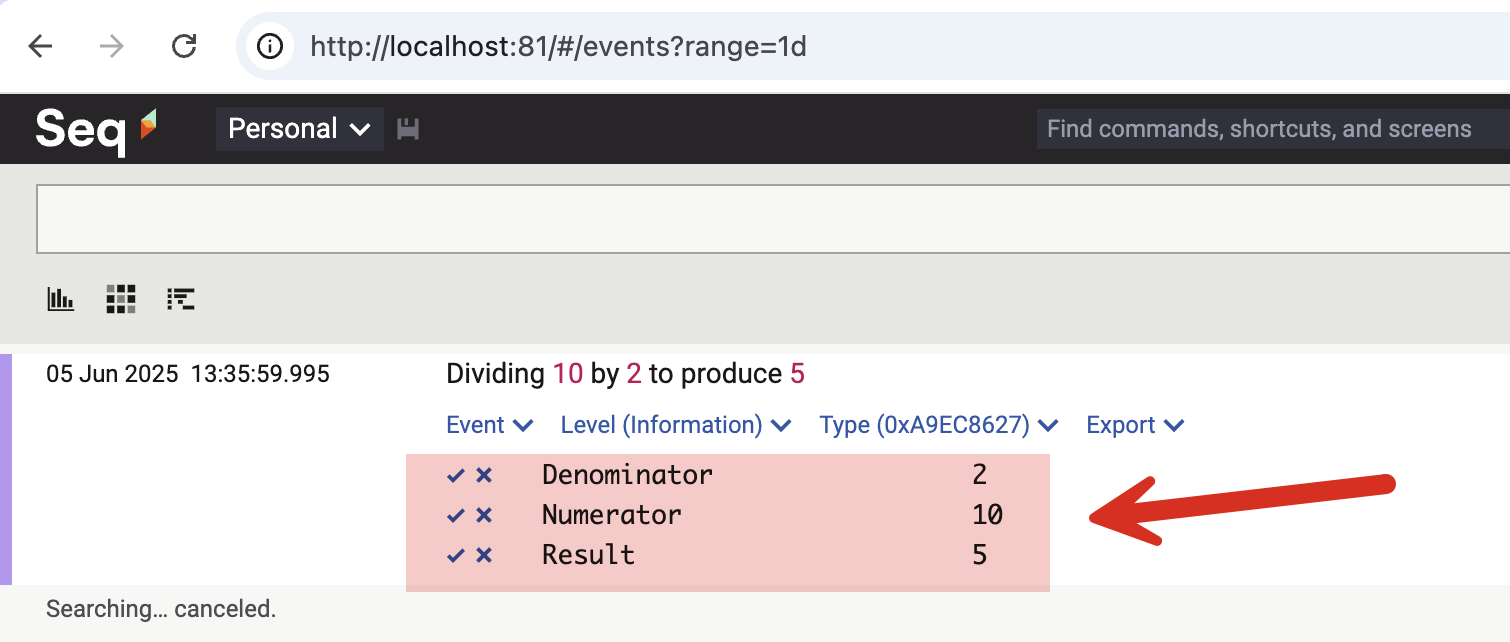 http://localhost:81/#/events?range=1d
Seq Personal Find commands, shortcuts, and screens
05 Jun 2025 13:35:59.995 Dividing 10 by 2 to produce 5
Event Level (Information) Type (0xA9EC8627) Export
Denominator 2
Numerator 10
Result 5
Searching... canceled.